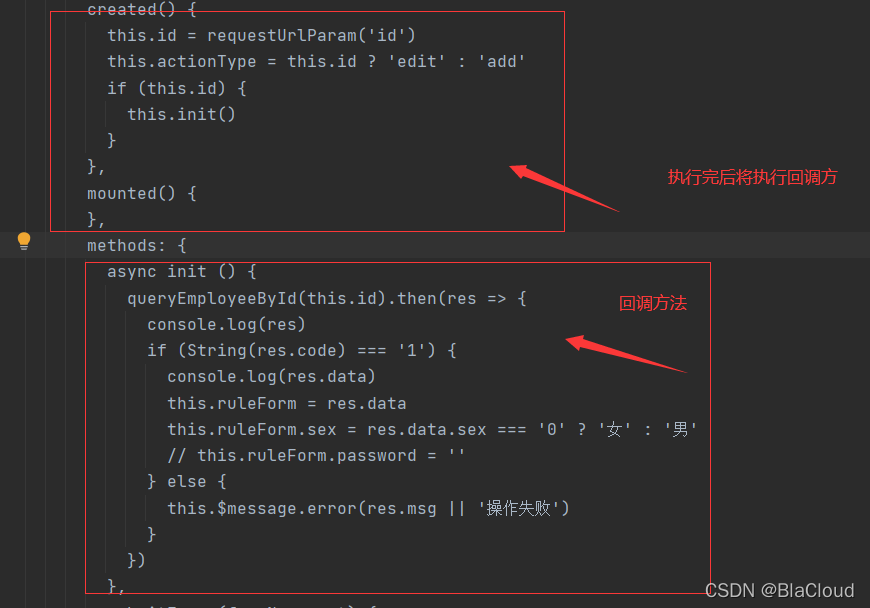 created() {
this.id = requestUrlParam('id')
this.actionType = this.id ? 'edit' : 'add'
if (this.id) {
this.init()
}
},
执行完后将执行回调方
mounted() {
},
methods: {
async init () {
queryEmployeeById(this.id).then(res => {
回调方法
console.log(res)
if (String(res.code) === '1') {
console.log(res.data)
this.ruleForm = res.data
this.ruleForm.sex = res.data.sex === '0' ? '女' : '男'
// this.ruleForm.password = ''
} else {
this.$message.error(res.msg || '操作失败')
}
})
},
CSDN @BlaCloud